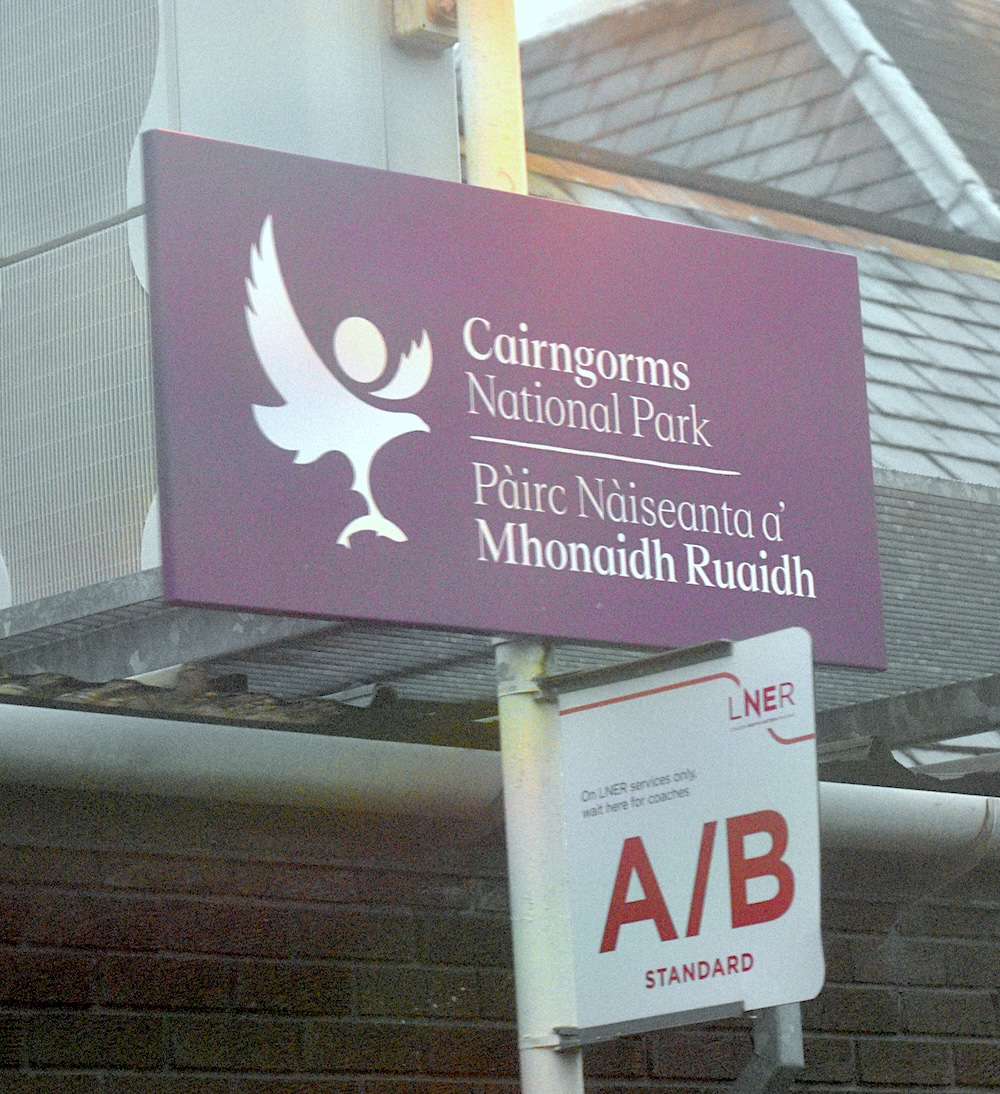 Cairngorms
National Park
Pàirc Nàiseanta a'
Mhonaidh Ruaidh
LNER
On LNER services only,
wait here for coaches
A/B
STANDARD